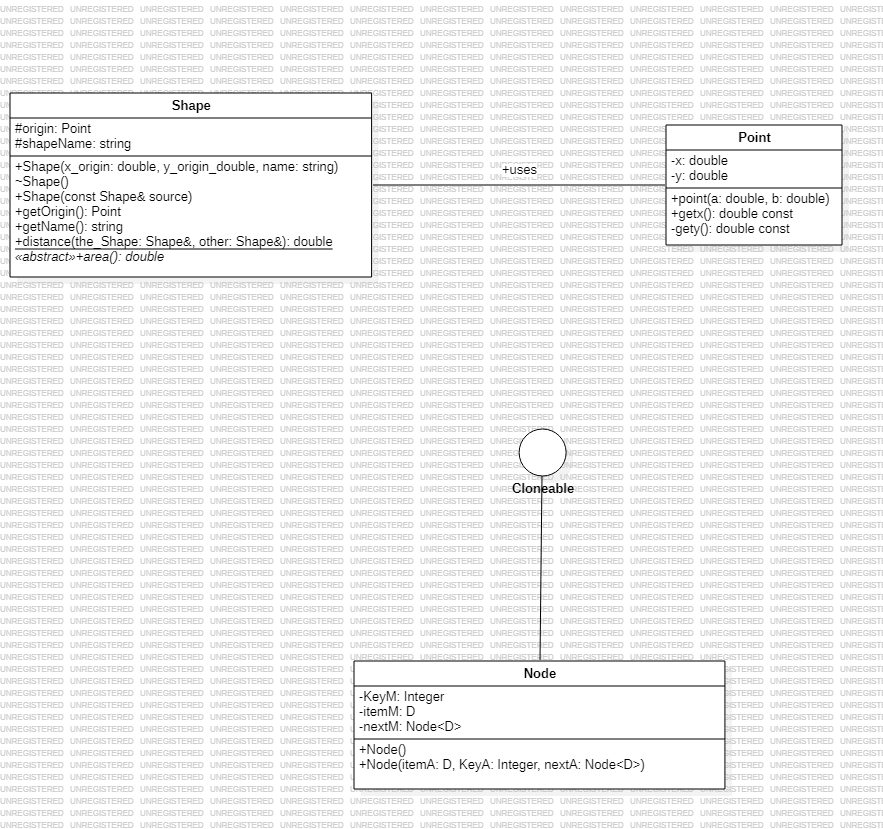 Shape
#origin: Point
#shapeName: string
+Shape(x_origin: double, y_origin_double, name: string)
~Shape()
+Shape(const Shape& source)
+getOrigin(): Point
+getName(): string
+distance(the_Shape: Shape&, other: Shape&): double
«abstract»+area(): double
+uses
Point
-x: double
-y: double
+point(a: double, b: double)
+getx(): double const
-gety(): double const
Cloneable
Node
-KeyM: Integer
-itemM: D
-nextM: Node<D>
+Node()
+Node(itemA: D, KeyA: Integer, nextA: Node<D>)
UNREGISTERED